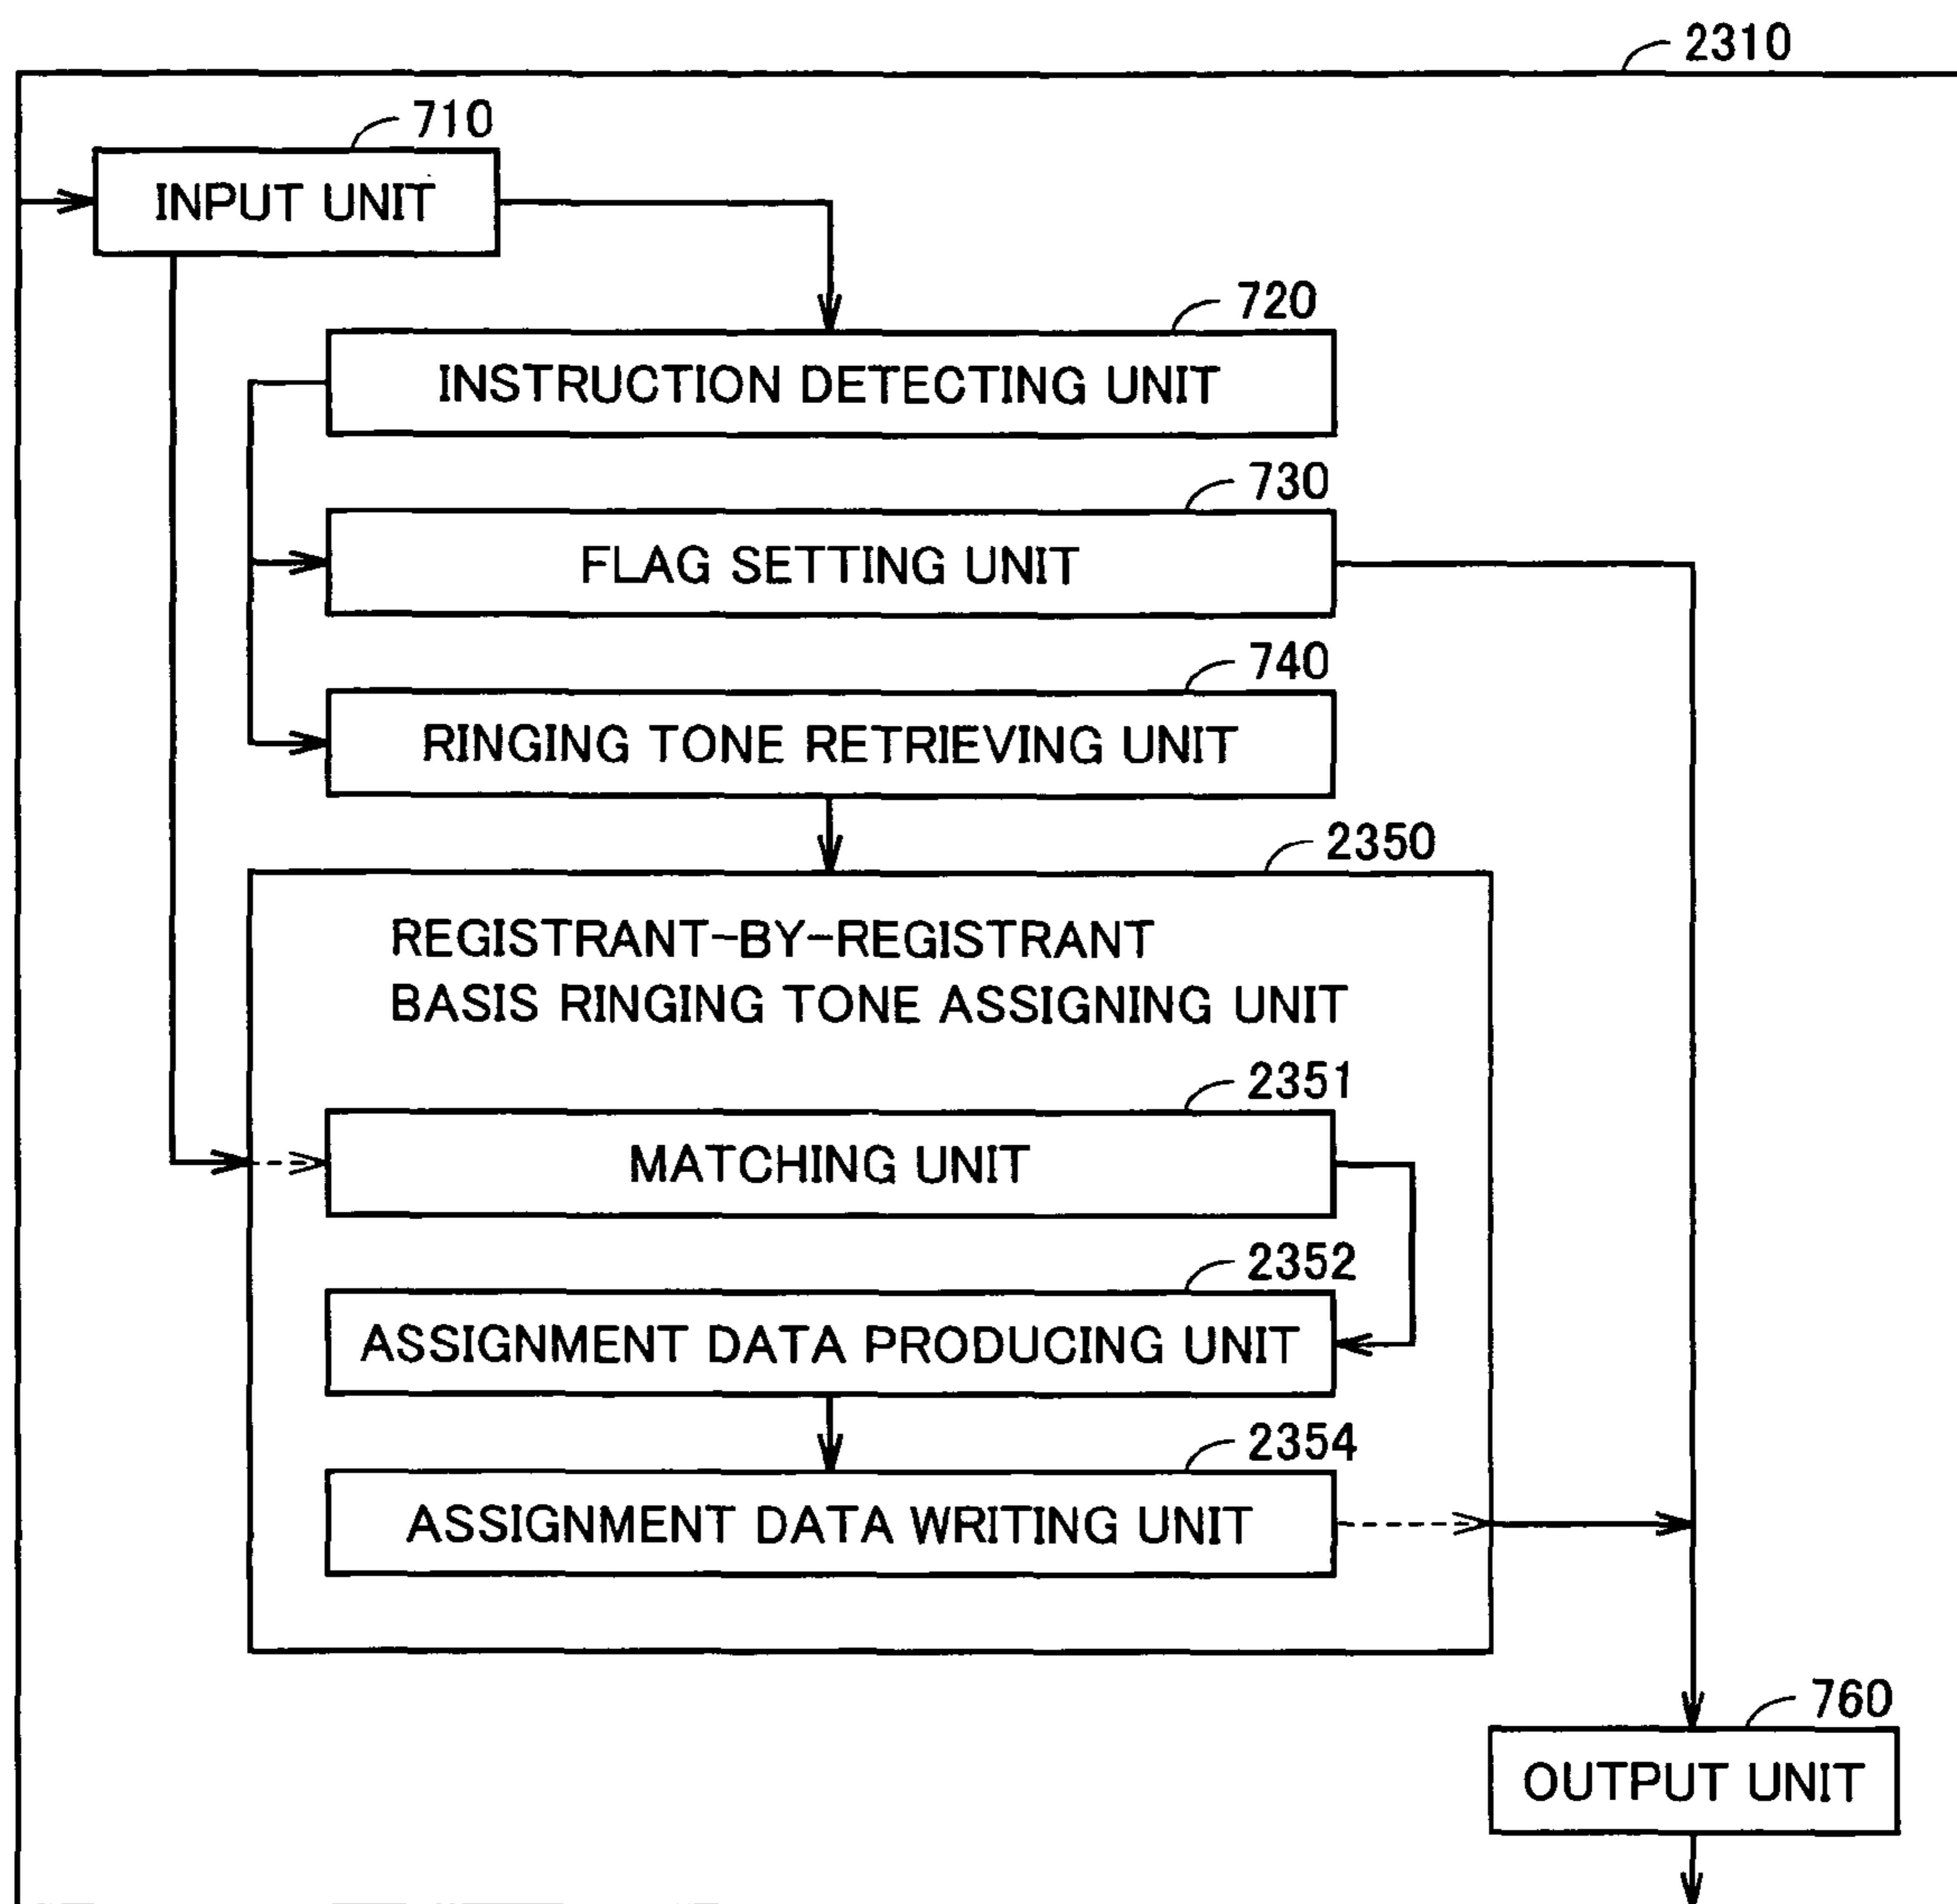 2310
710
INPUT UNIT
720
INSTRUCTION DETECTING UNIT
730
FLAG SETTING UNIT
740
RINGING TONE RETRIEVING UNIT
2350
REGISTRANT-BY-REGISTRANT
BASIS RINGING TONE ASSIGNING UNIT
2351
MATCHING UNIT
2352
ASSIGNMENT DATA PRODUCING UNIT
2354
ASSIGNMENT DATA WRITING UNIT
760
OUTPUT UNIT